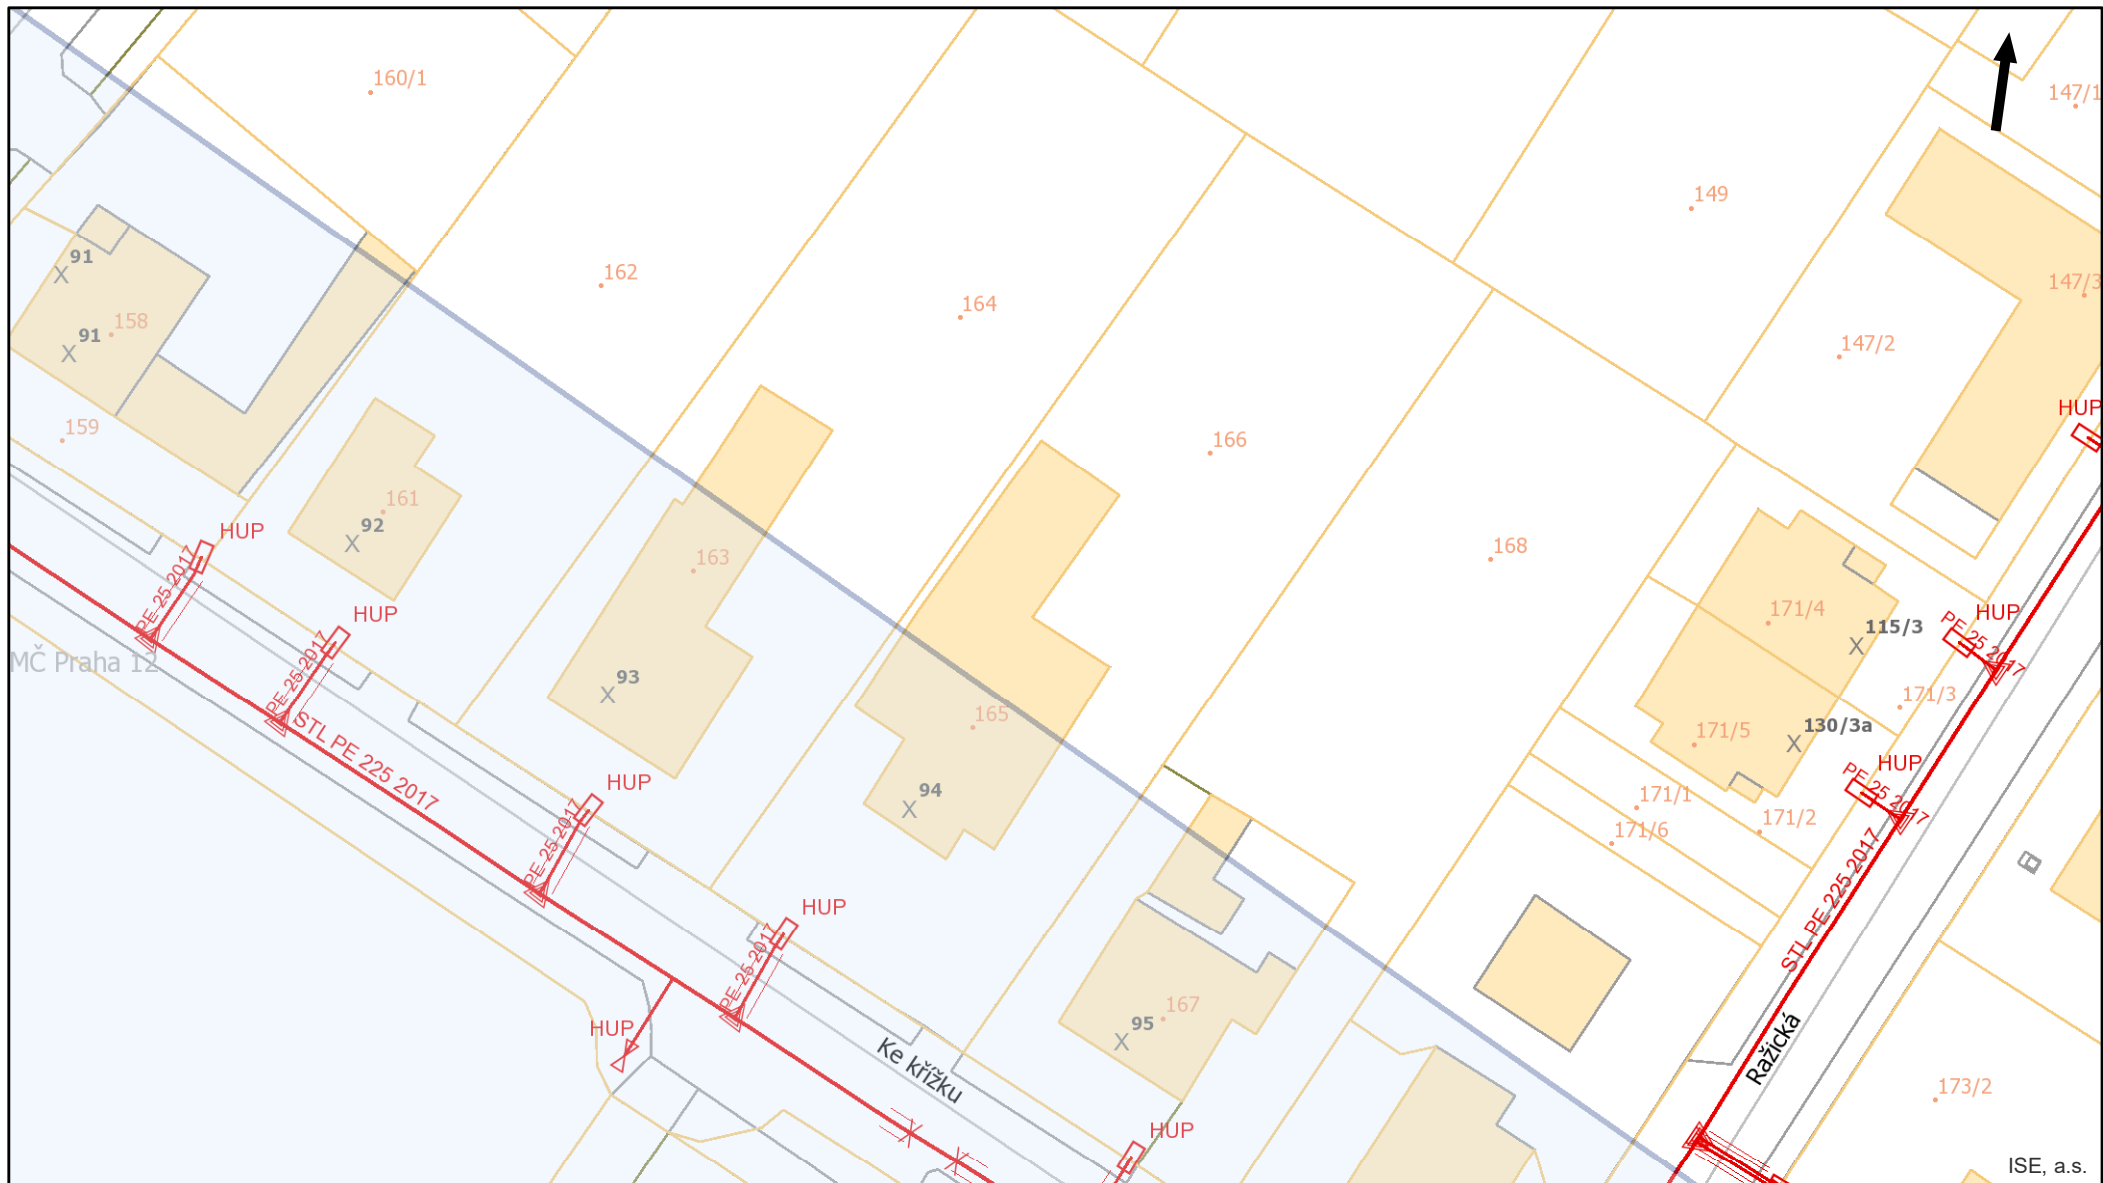 160/1
147/1
149
91
162
147/3
164
158
91
147/2
HUP
159
166
161
92
HUP
168
163
PE 25 2017
HUP
171/4
HUP
115/3
PE 25 2017
MČ Praha 12
PE 25 2017
93
171/3
165
STL PE 225 2017
171/5
130/3a
HUP
HUP
PE 25 2017
94
171/1
171/2
171/6
PE 25 2017
STL PE 225 2017
HUP
PE 25 2017
167
95
HUP
Ke křížku
Ražická
173/2
HUP
ISE, a.s.